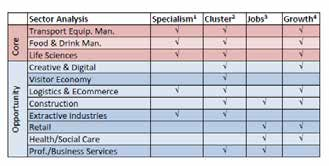 Sector Analysis Specialism¹ Cluster² Jobs³ Growth⁴
Core
Transport Equip. Man. √ √ √
Food & Drink Man. √ √ √
Life Sciences √ √ √
Opportunity
Creative & Digital √ √
Visitor Economy √
Logistics & ECommerce √ √ √
Construction √ √ √
Extractive Industries √ √
Retail √ √
Health/Social Care √ √
Prof./Business Services √ √